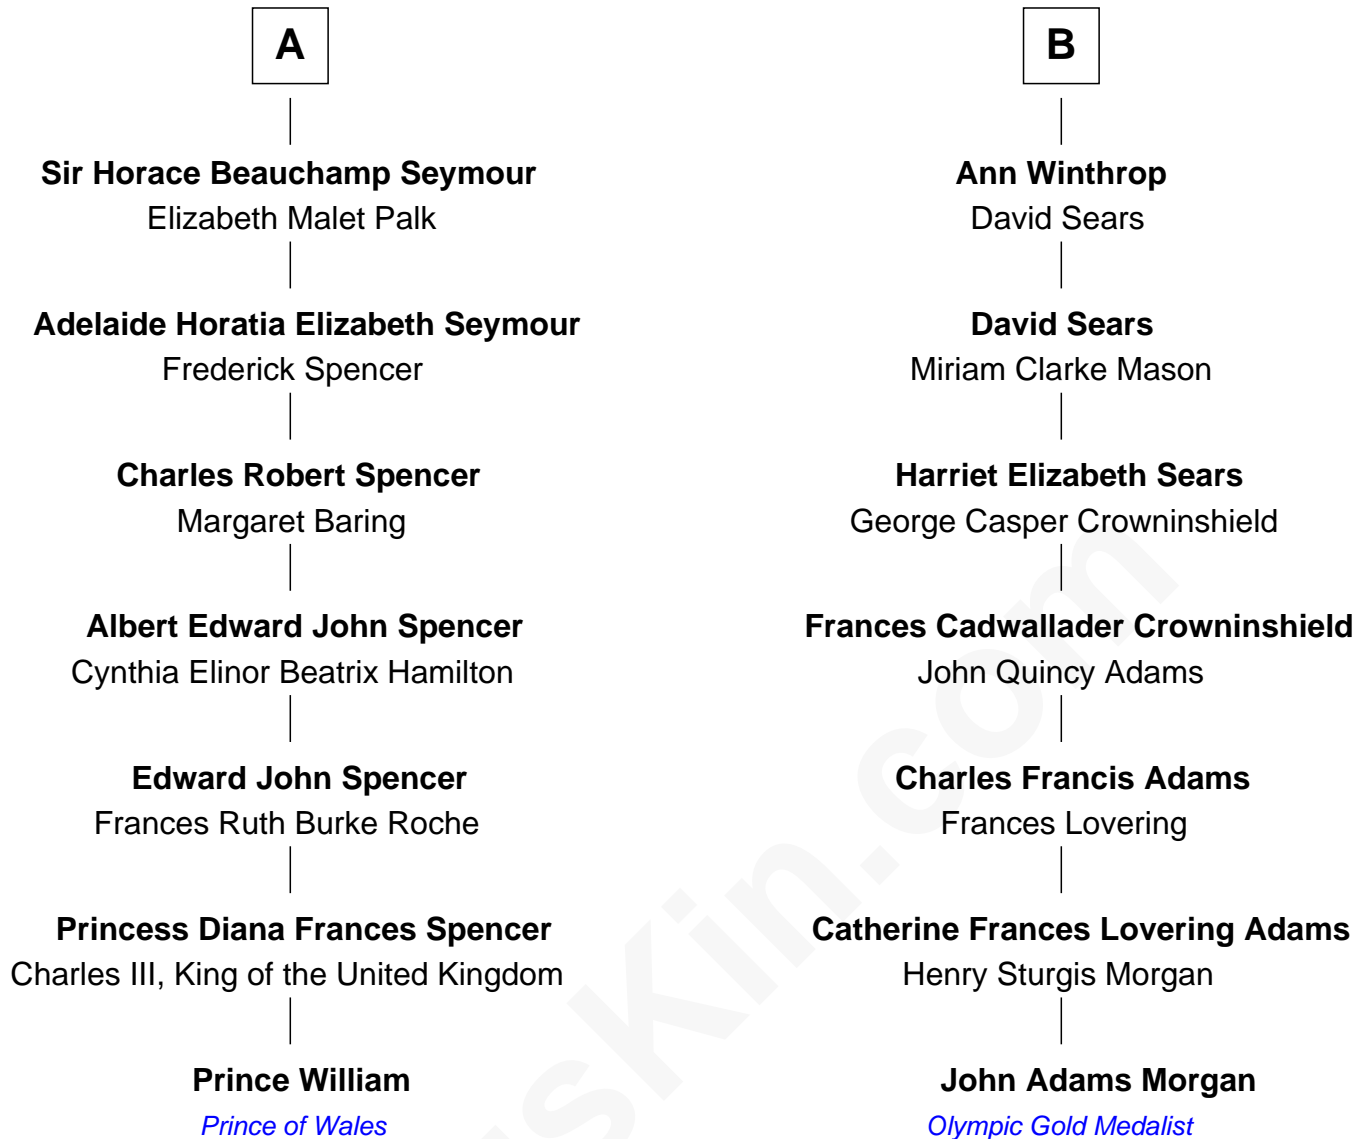 A
Sir Horace Beauchamp Seymour
Elizabeth Malet Palk
Adelaide Horatia Elizabeth Seymour
Frederick Spencer
Charles Robert Spencer
Margaret Baring
Albert Edward John Spencer
Cynthia Elinor Beatrix Hamilton
Edward John Spencer
Frances Ruth Burke Roche
Princess Diana Frances Spencer
Charles III, King of the United Kingdom
Prince William
Prince of Wales
B
Ann Winthrop
David Sears
David Sears
Miriam Clarke Mason
Harriet Elizabeth Sears
George Casper Crowninshield
Frances Cadwallader Crowninshield
John Quincy Adams
Charles Francis Adams
Frances Lovering
Catherine Frances Lovering Adams
Henry Sturgis Morgan
John Adams Morgan
Olympic Gold Medalist
sKin.com